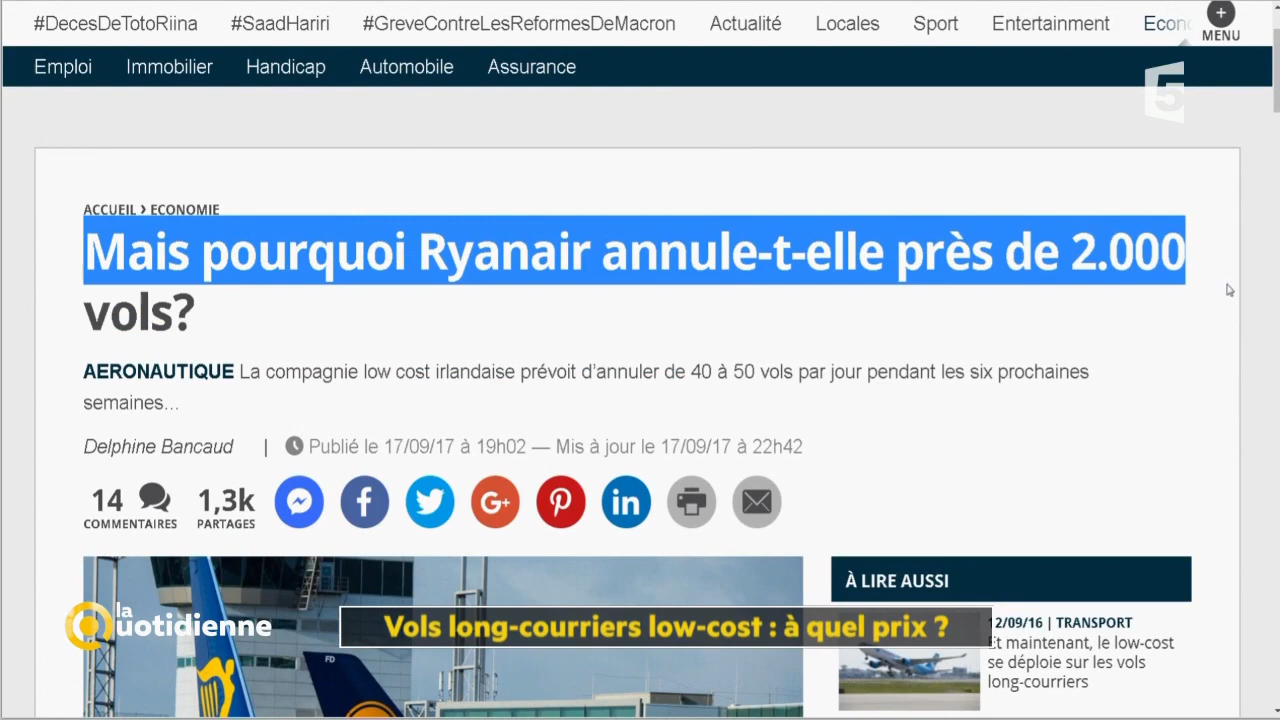 #DecesDeTotoRiina #SaadHariri #GreveContreLesReformesDeMacron Actualité Locales Sport Entertainment Econ
MENU
Emploi Immobilier Handicap Automobile Assurance
5
ACCUEIL › ECONOMIE
Mais pourquoi Ryanair annule-t-elle près de 2.000
vols?
AERONAUTIQUE La compagnie low cost irlandaise prévoit d'annuler de 40 à 50 vols par jour pendant les six prochaines
semaines...
Delphine Bancaud | Publié le 17/09/17 à 19h02 — Mis à jour le 17/09/17 à 22h42
14 1,3k
COMMENTAIRES PARTAGES
À LIRE AUSSI
FD
la
Quotidienne
Vols long-courriers low-cost : à quel prix ?
12/09/16 | TRANSPORT
Et maintenant, le low-cost
se déploie sur les vols
long-courriers